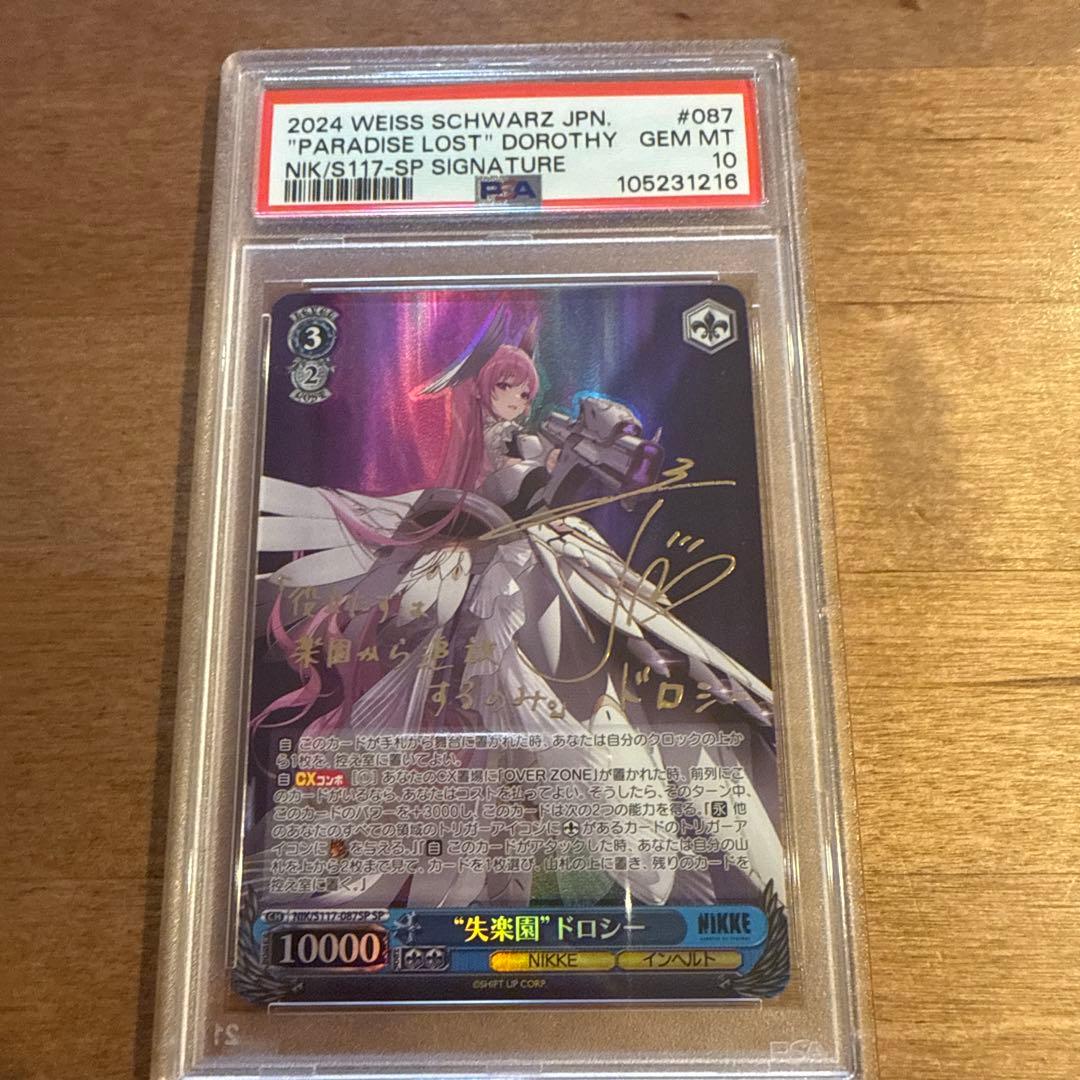 2024 WEISS SCHWARZ JPN. #087
"PARADISE LOST" DOROTHY GEM MT
NIK/S117-SP SIGNATURE 10
PSA 105231216
LEVEL
3
2
COST
「役立たずは
楽園から追放
するのみ。」
ドロシー
自 このカードが手札から舞台に置かれた時、あなたは自分のクロックの上か
ら1枚を、控え室に置いてよい。
自 CXコンボ [(1)] あなたのCX置場に「OVER ZONE」が置かれた時、前列にこ
のカードがいるなら、あなたはコストを払ってよい。そうしたら、そのターン中、
このカードのパワーを+3000し、このカードは次の2つの能力を得る。『永 他
のあなたのすべての領域のトリガーアイコンに があるカードのトリガーア
イコンに を与える。』『自 このカードがアタックした時、あなたは自分の山
札を上から2枚まで見て、カードを1枚選び、山札の上に置き、残りのカードを
控え室に置く。』
CH NIK/S117-087SP SP
10000
“失楽園”ドロシー
NIKKE
NIKKE インヘルト
©SHIFT UP CORP.
PSA